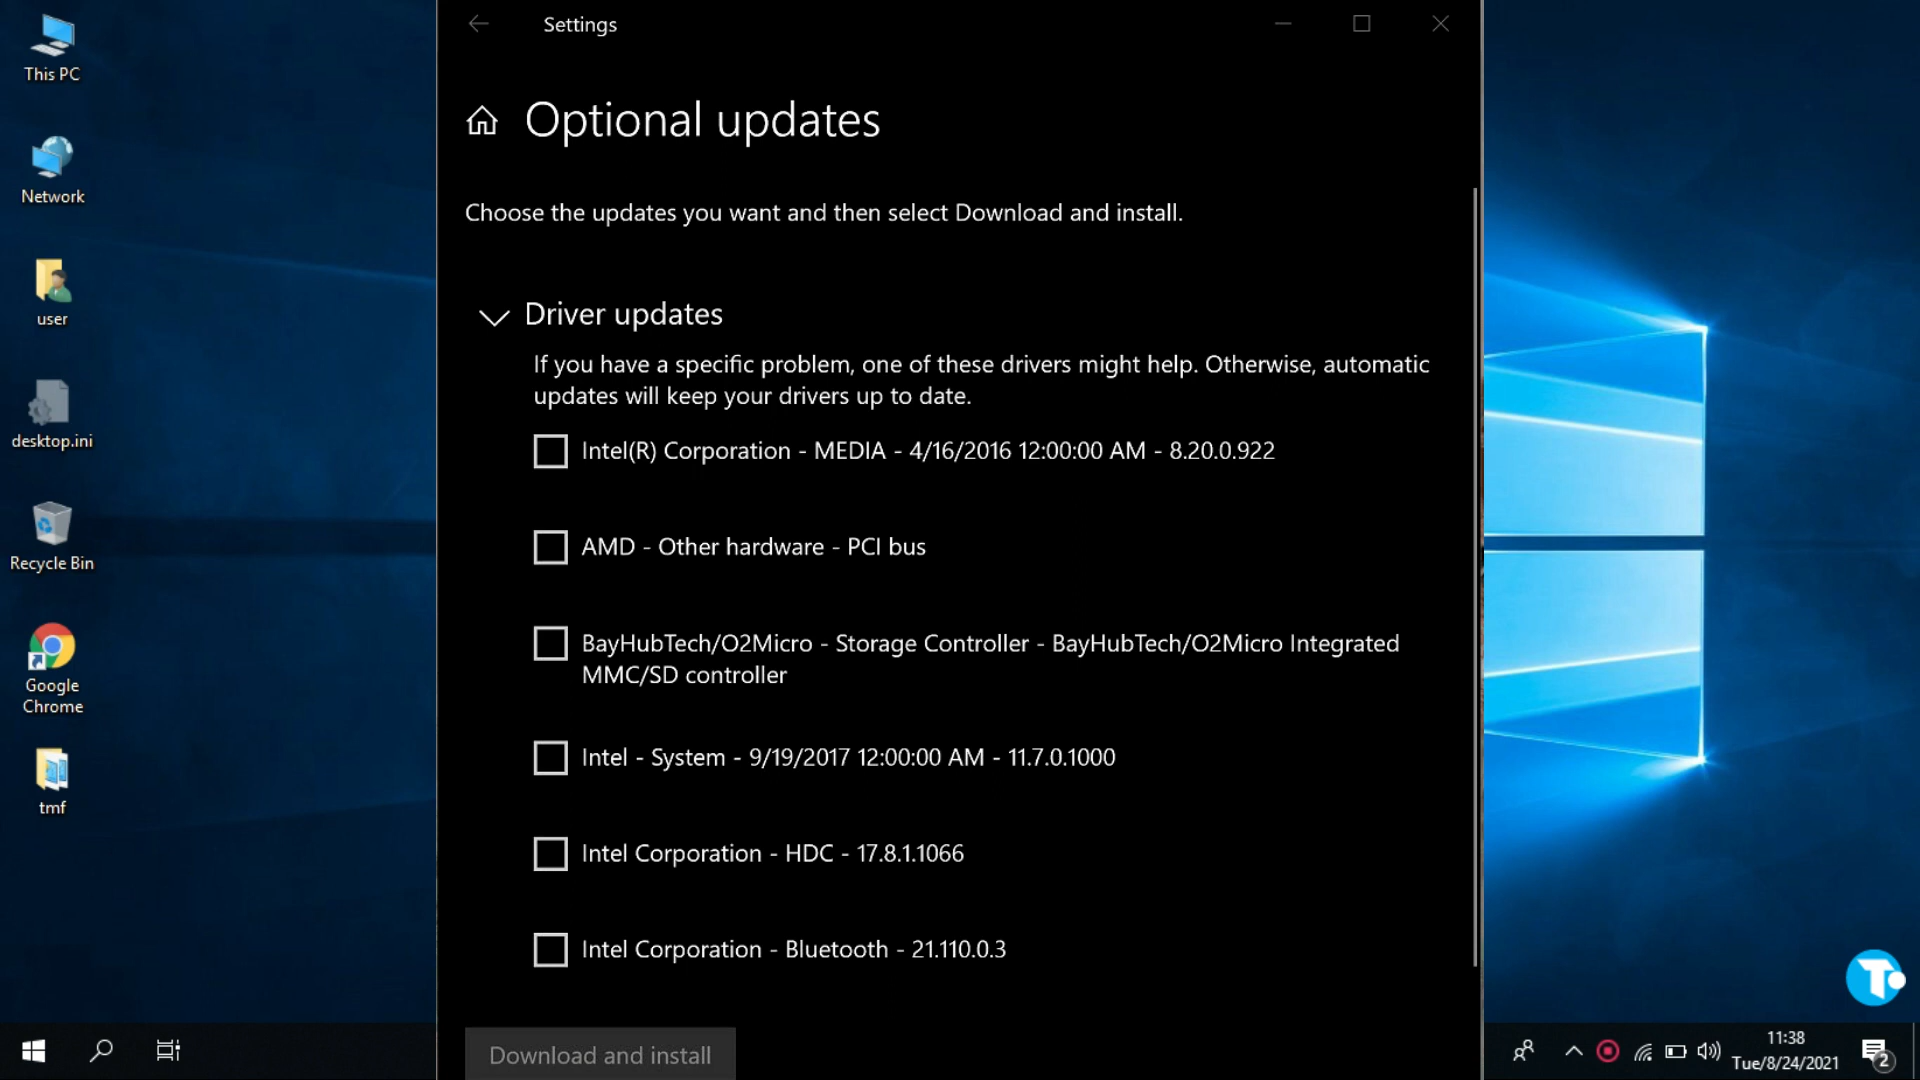 This PC
Network
user
desktop.ini
Recycle Bin
Google
Chrome
tmf
Settings
Optional updates
Choose the updates you want and then select Download and install.
Driver updates
If you have a specific problem, one of these drivers might help. Otherwise, automatic
updates will keep your drivers up to date.
Intel(R) Corporation - MEDIA - 4/16/2016 12:00:00 AM - 8.20.0.922
AMD - Other hardware - PCI bus
BayHubTech/O2Micro - Storage Controller - BayHubTech/O2Micro Integrated
MMC/SD controller
Intel - System - 9/19/2017 12:00:00 AM - 11.7.0.1000
Intel Corporation - HDC - 17.8.1.1066
Intel Corporation - Bluetooth - 21.110.0.3
Download and install
11:38
Tue/8/24/2021
2